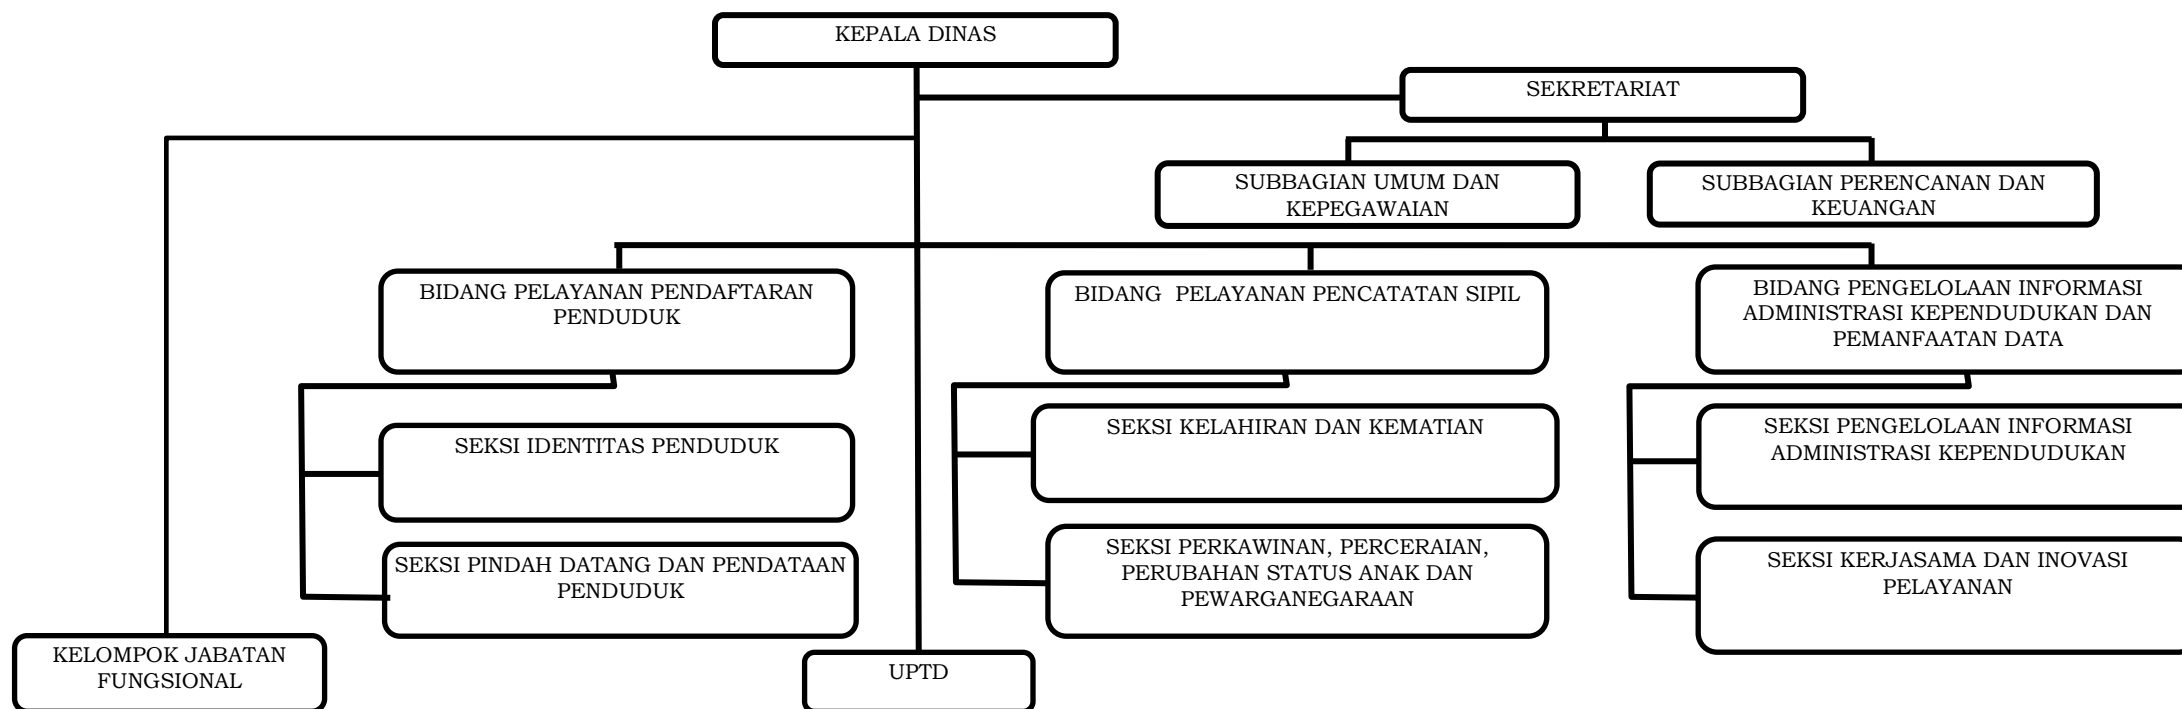 KEPALA DINAS
SEKRETARIAT
SUBBAGIAN UMUM DAN
KEPEGAWAIAN
SUBBAGIAN PERENCANAN DAN
KEUANGAN
BIDANG PELAYANAN PENDAFTARAN
PENDUDUK
BIDANG PELAYANAN PENCATATAN SIPIL
BIDANG PENGELOLAAN INFORMASI
ADMINISTRASI KEPENDUDUKAN DAN
PEMANFAATAN DATA
SEKSI IDENTITAS PENDUDUK
SEKSI KELAHIRAN DAN KEMATIAN
SEKSI PENGELOLAAN INFORMASI
ADMINISTRASI KEPENDUDUKAN
SEKSI PINDAH DATANG DAN PENDATAAN
PENDUDUK
SEKSI PERKAWINAN, PERCERAIAN,
PERUBAHAN STATUS ANAK DAN
PEWARGANEGARAAN
SEKSI KERJASAMA DAN INOVASI
PELAYANAN
KELOMPOK JABATAN
FUNGSIONAL
UPTD